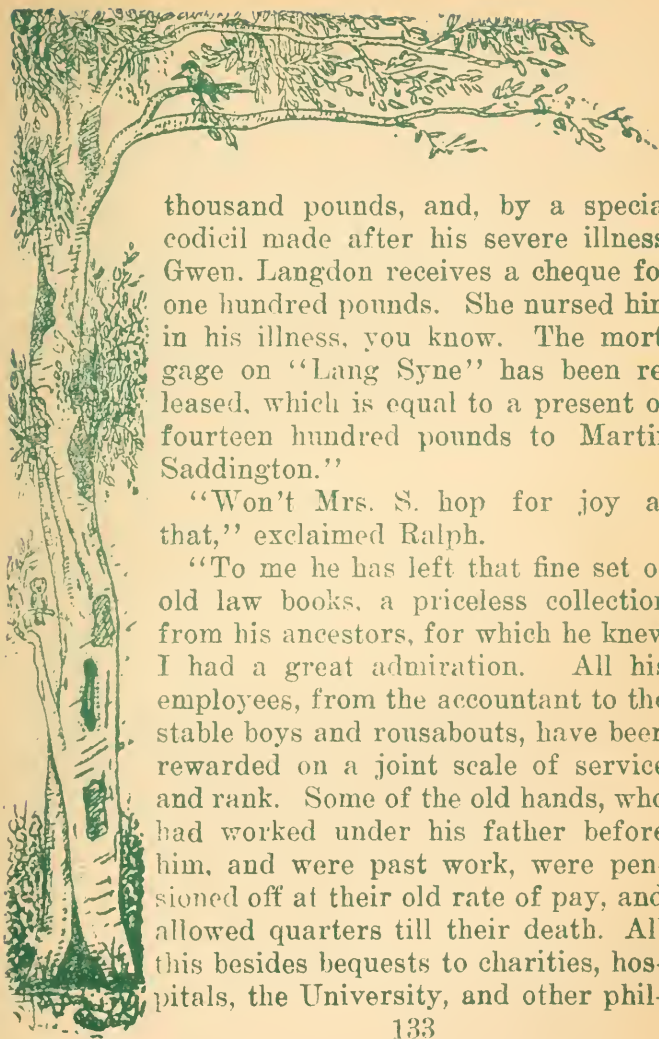 thousand pounds, and, by a specia
codicil made after his severe illness
Gwen. Langdon receives a cheque fo
one hundred pounds. She nursed hin
in his illness, you know. The mort
gage on "Lang Syne" has been re
leased, which is equal to a present o
fourteen hundred pounds to Martin
Saddington."
"Won't Mrs. S. hop for joy a
that," exclaimed Ralph.
"To me he has left that fine set o
old law books, a priceless collection
from his ancestors, for which he knew
I had a great admiration. All his
employees, from the accountant to the
stable boys and rousabouts, have been
rewarded on a joint scale of service
and rank. Some of the old hands, who
had worked under his father before
him, and were past work, were pen-
sioned off at their old rate of pay, and
allowed quarters till their death. Al
this besides bequests to charities, hos-
pitals, the University, and other phil-
133